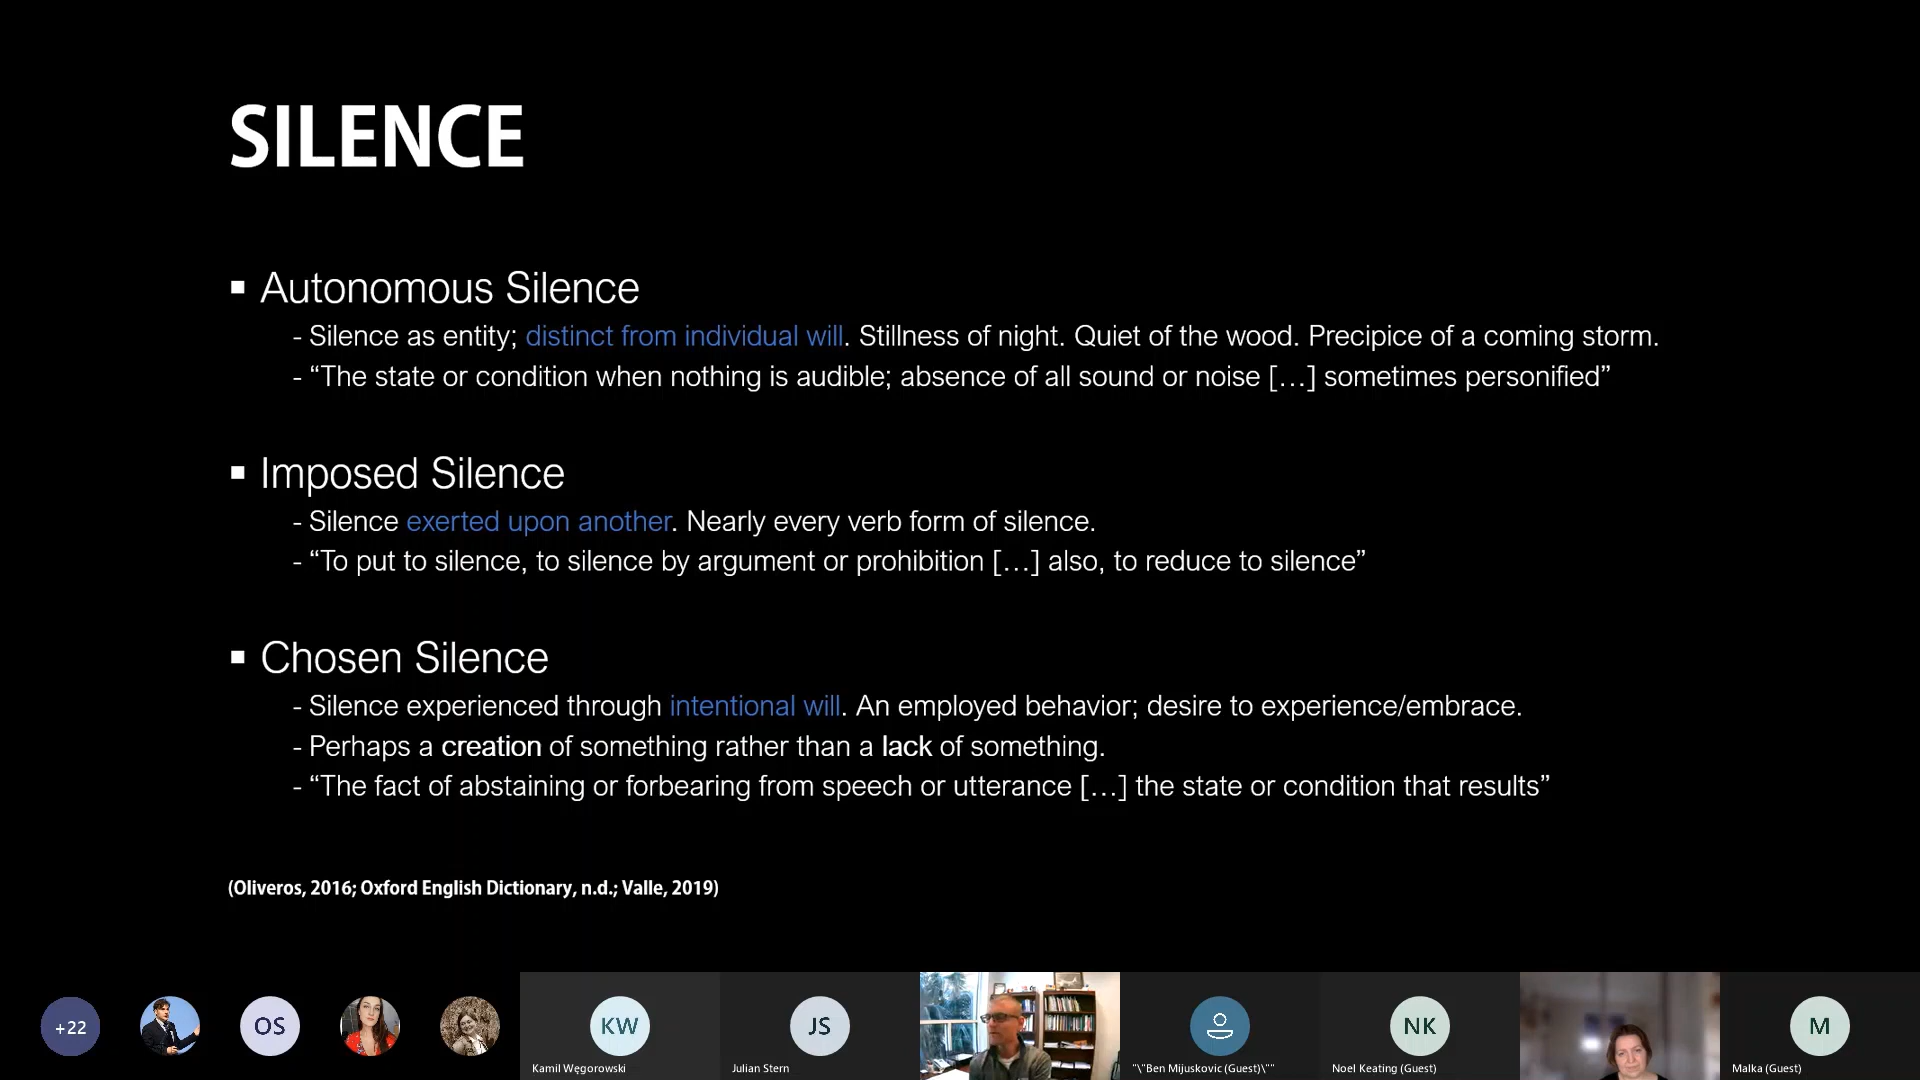 SILENCE
▪ Autonomous Silence
- Silence as entity; distinct from individual will. Stillness of night. Quiet of the wood. Precipice of a coming storm.
- “The state or condition when nothing is audible; absence of all sound or noise […] sometimes personified”
▪ Imposed Silence
- Silence exerted upon another. Nearly every verb form of silence.
- “To put to silence, to silence by argument or prohibition […] also, to reduce to silence”
▪ Chosen Silence
- Silence experienced through intentional will. An employed behavior; desire to experience/embrace.
- Perhaps a creation of something rather than a lack of something.
- “The fact of abstaining or forbearing from speech or utterance […] the state or condition that results”
(Oliveros, 2016; Oxford English Dictionary, n.d.; Valle, 2019)
+22
OS
KW
Kamil Węgorowski
JS
Julian Stern
"\"Ben Mijuskovic (Guest)\""
NK
Noel Keating (Guest)
M
Malka (Guest)